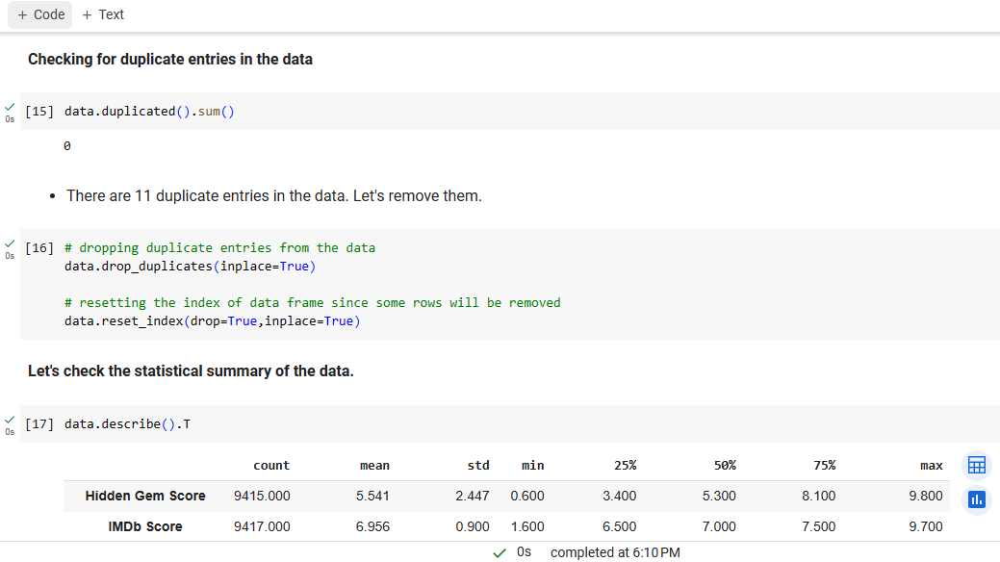 + Code + Text
Checking for duplicate entries in the data
0s
[15] data.duplicated().sum()
0
• There are 11 duplicate entries in the data. Let's remove them.
0s
[16] # dropping duplicate entries from the data
data.drop_duplicates(inplace=True)
# resetting the index of data frame since some rows will be removed
data.reset_index(drop=True,inplace=True)
Let's check the statistical summary of the data.
0s
[17] data.describe().T
count mean std min 25% 50% 75% max
Hidden Gem Score 9415.000 5.541 2.447 0.600 3.400 5.300 8.100 9.800
IMDb Score 9417.000 6.956 0.900 1.600 6.500 7.000 7.500 9.700
0s completed at 6:10 PM